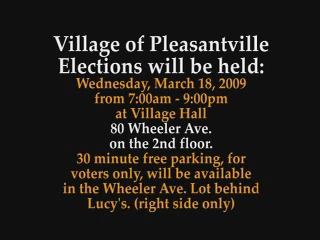 Village of Pleasantville
Elections will be held:
Wednesday, March 18, 2009
from 7:00am - 9:00pm
at Village Hall
80 Wheeler Ave.
on the 2nd floor.
30 minute free parking, for
voters only, will be available
in the Wheeler Ave. Lot behind
Lucy's. (right side only)